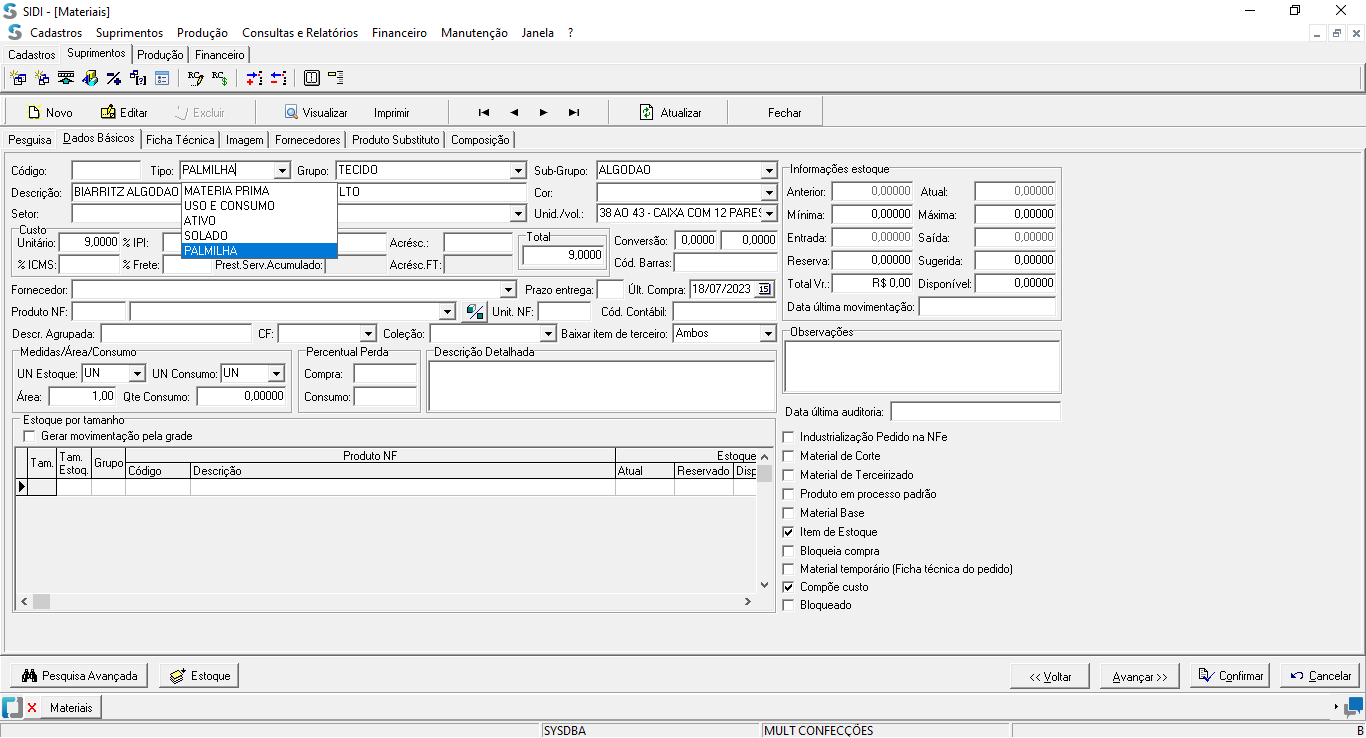 SIDI - [Materiais]
Cadastros Suprimentos Produção Consultas e Relatórios Financeiro Manutenção Janela ?
Cadastros Suprimentos Produção Financeiro
Novo Editar Excluir Visualizar Imprimir Atualizar Fechar
Pesquisa Dados Básicos Ficha Técnica Imagem Fornecedores Produto Substituto Composição
Código: Tipo: PALMILHA Grupo: TECIDO Sub-Grupo: ALGODAO
Descrição: BIARRITZ ALGODAO LTO Cor:
MATERIA PRIMA
USO E CONSUMO
ATIVO
SOLADO
PALMILHA
Setor: Unid./vol.: 38 AO 43 - CAIXA COM 12 PARES
Custo
Unitário: 9,0000 % IPI: Acrésc.: Total 9,0000 Conversão: 0,0000 0,0000
% ICMS: % Frete: Prest.Serv.Acumulado: Acrésc.FT: Cód. Barras:
Fornecedor: Prazo entrega: Últ. Compra: 18/07/2023 15
Produto NF: Unit. NF: Cód. Contábil:
Descr. Agrupada: CF: Coleção: Baixar item de terceiro: Ambos
Medidas/Área/Consumo
UN Estoque: UN UN Consumo: UN
Área: 1,00 Qte Consumo: 0,00000
Percentual Perda
Compra:
Consumo:
Descrição Detalhada
Estoque por tamanho
Gerar movimentação pela grade
Tam. Tam. Estoq. Grupo Produto NF Estoque
Código Descrição Atual Reservado Disp
Informações estoque
Anterior: 0,00000 Atual: 0,00000
Mínima: 0,00000 Máxima: 0,00000
Entrada: 0,00000 Saída: 0,00000
Reserva: 0,00000 Sugerida: 0,00000
Total Vr.: R$ 0,00 Disponível: 0,00000
Data última movimentação:
Observações
Data última auditoria:
Industrialização Pedido na NFe
Material de Corte
Material de Terceirizado
Produto em processo padrão
Material Base
Item de Estoque
Bloqueia compra
Material temporário (Ficha técnica do pedido)
Compõe custo
Bloqueado
Pesquisa Avançada Estoque << Voltar Avançar >> Confirmar Cancelar
Materiais
SYSDBA MULT CONFECÇÕES B